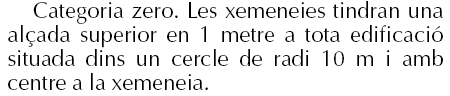 Categoria zero. Les xemeneies tindran una
alçada superior en 1 metre a tota edificació
situada dins un cercle de radi 10 m i amb
centre a la xemeneia.